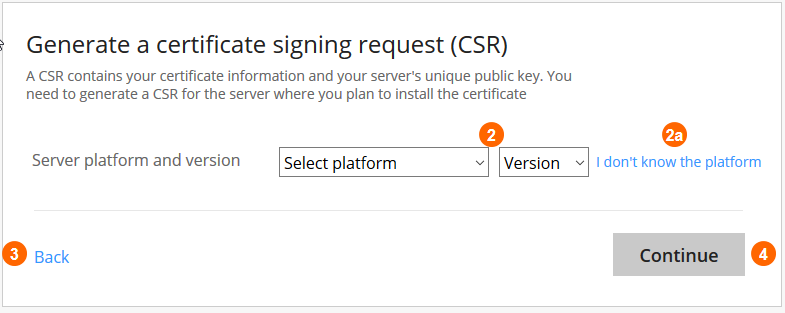 Generate a certificate signing request (CSR)
A CSR contains your certificate information and your server's unique public key. You
need to generate a CSR for the server where you plan to install the certificate
2
2a
Server platform and version
Select platform
Version
I don't know the platform
3
Back
Continue
4